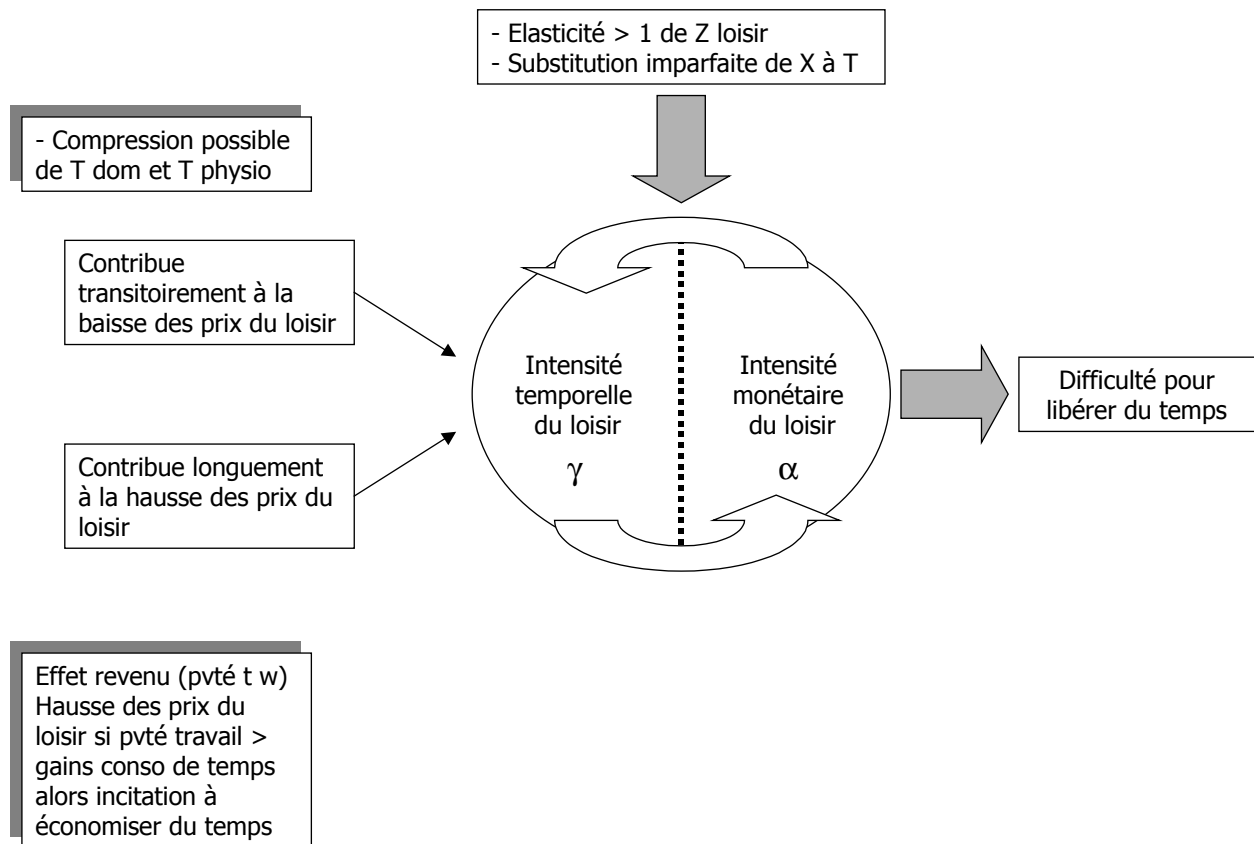 - Elasticité > 1 de Z loisir
- Substitution imparfaite de X à T
- Compression possible
de T dom et T physio
Contribue
transitoirement à la
baisse des prix du loisir
Intensité
temporelle
du loisir
γ
Intensité
monétaire
du loisir
α
Difficulté pour
libérer du temps
Contribue longuement
à la hausse des prix du
loisir
Effet revenu (pvté t w)
Hausse des prix du
loisir si pvté travail >
gains conso de temps
alors incitation à
économiser du temps